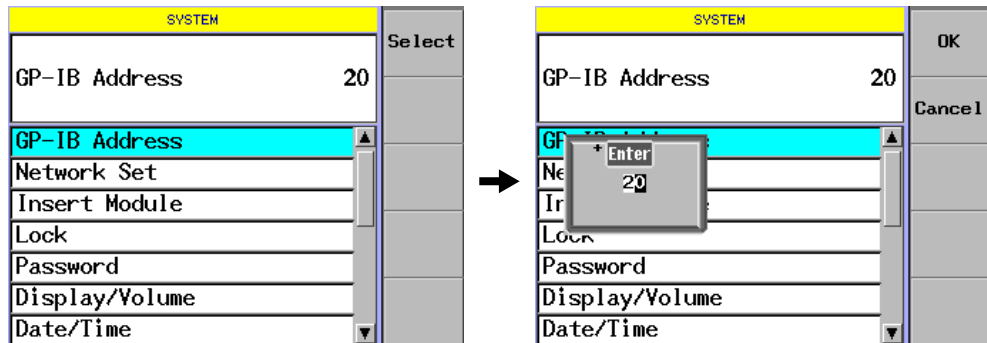 SYSTEM
Select
GP-IB Address 20
GP-IB Address
Network Set
Insert Module
Lock
Password
Display/Volume
Date/Time
SYSTEM
OK
GP-IB Address 20
Cancel
Enter
20
Lock
Password
Display/Volume
Date/Time